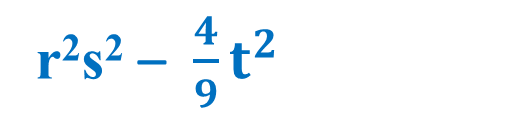 r²s² – 4/9 t²